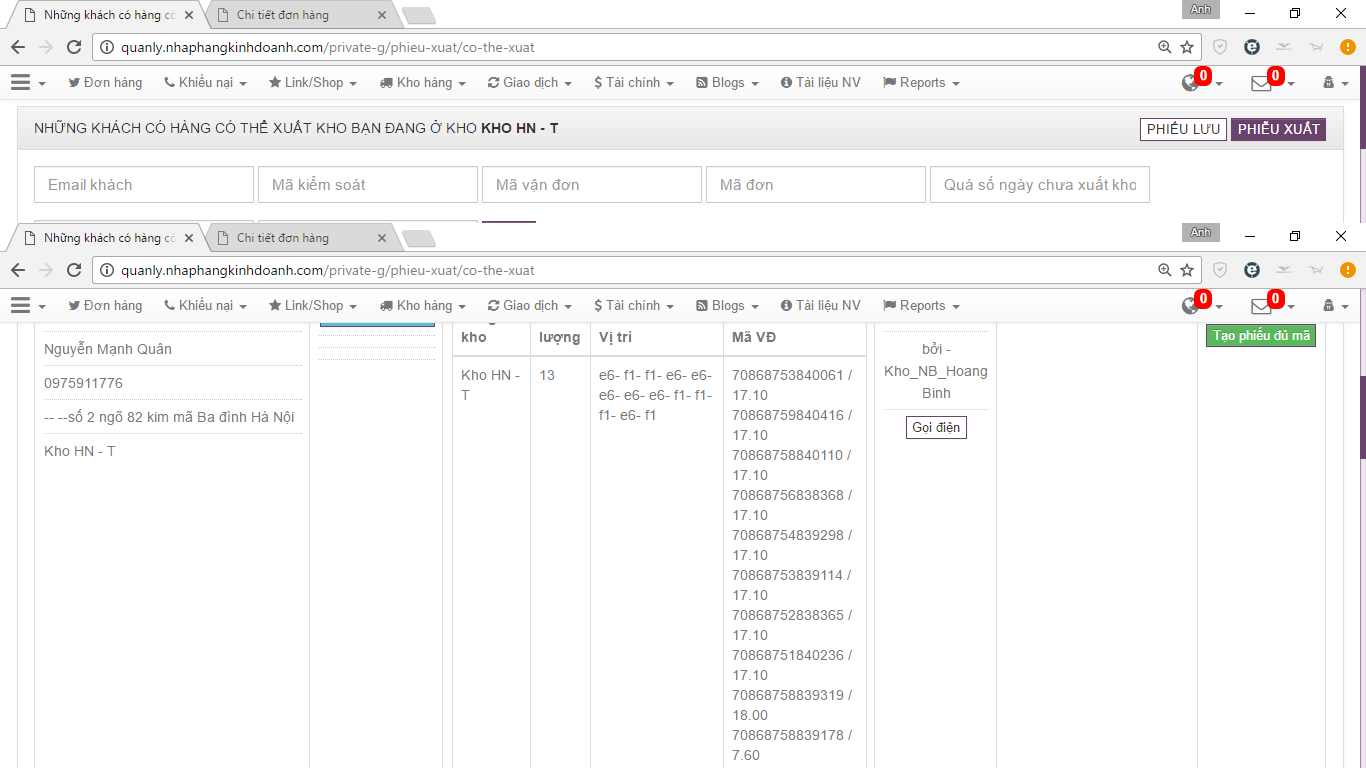 Những khách có hàng có
Chi tiết đơn hàng
Anh
quanly.nhaphangkinhdoanh.com/private-g/phieu-xuat/co-the-xuat
Đơn hàng
Khiếu nại
Link/Shop
Kho hàng
Giao dịch
$ Tài chính
Blogs
Tài liệu NV
Reports
0
0
NHỮNG KHÁCH CÓ HÀNG CÓ THỂ XUẤT KHO BẠN ĐANG Ở KHO KHO HN - T
PHIẾU LƯU
PHIẾU XUẤT
Email khách
Mã kiểm soát
Mã vận đơn
Mã đơn
Quá số ngày chưa xuất kho
Những khách có hàng có
Chi tiết đơn hàng
Anh
quanly.nhaphangkinhdoanh.com/private-g/phieu-xuat/co-the-xuat
Đơn hàng
Khiếu nại
Link/Shop
Kho hàng
Giao dịch
$ Tài chính
Blogs
Tài liệu NV
Reports
0
0
Nguyễn Mạnh Quân
0975911776
-- --số 2 ngõ 82 kim mã Ba đình Hà Nội
Kho HN - T
kho
lượng
Vị trí
Mã VĐ
Kho HN -
T
13
e6- f1- f1- e6- e6-
e6- e6- e6- f1- f1-
f1- e6- f1
70868753840061 /
17.10
70868759840416 /
17.10
70868758840110 /
17.10
70868756838368 /
17.10
70868754839298 /
17.10
70868753839114 /
17.10
70868752838365 /
17.10
70868751840236 /
17.10
70868758839319 /
18.00
70868758839178 /
7.60
bởi -
Kho_NB_Hoang
Binh
Gọi điện
Tạo phiếu đủ mã